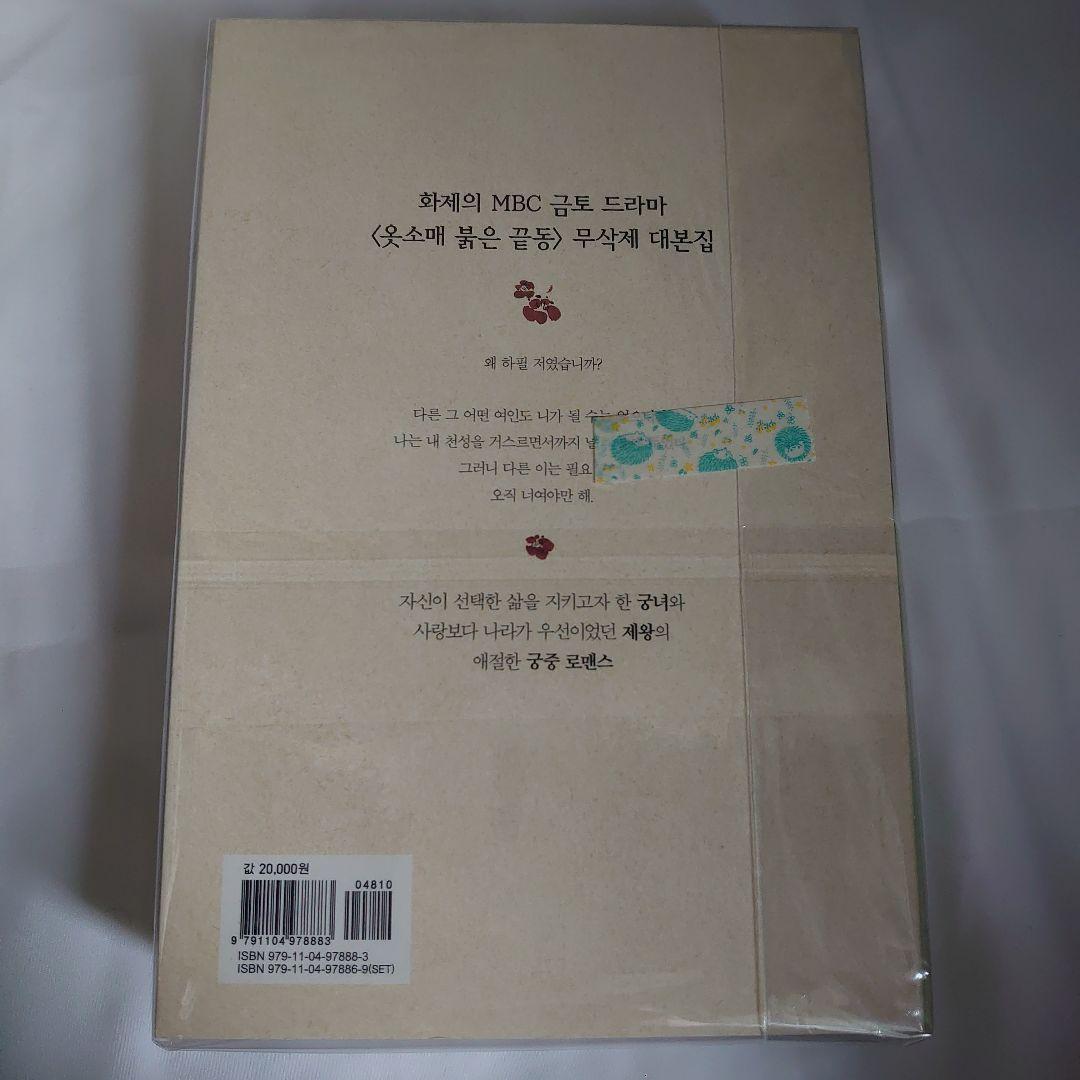 화제의 MBC 금토 드라마
<옷소매 붉은 끝동> 무삭제 대본집
왜 하필 저였습니까?
다른 그 어떤 여인도 니가 될 수는
나는 내 천성을 거스르면서까지
그러니 다른 이는 필요
오직 너여야만 해.
자신이 선택한 삶을 지키고자 한 궁녀와
사랑보다 나라가 우선이었던 제왕의
애절한 궁중 로맨스
값 20,000원
04810
9 791104 978883
ISBN 979-11-04-97888-3
ISBN 979-11-04-97886-9(SET)